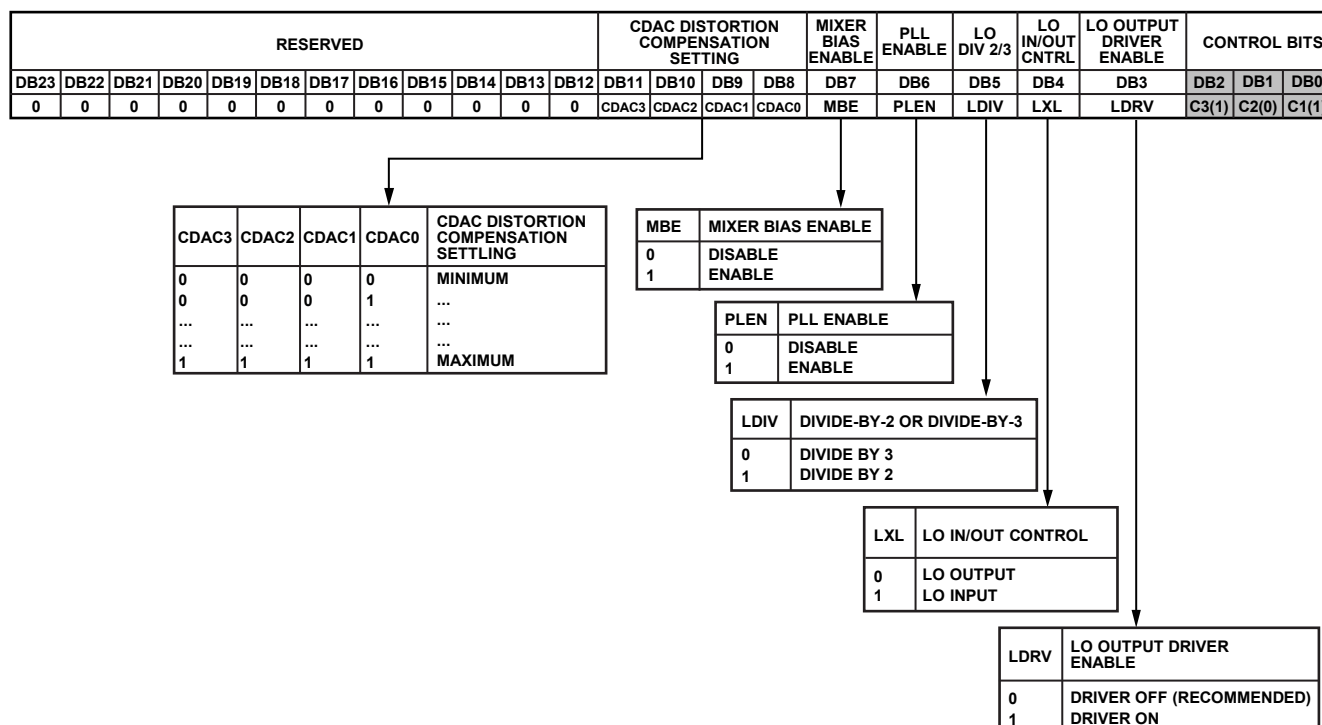 RESERVED
CDAC DISTORTION
COMPENSATION
SETTING
MIXER
BIAS
ENABLE
PLL
ENABLE
LO
DIV 2/3
LO
IN/OUT
CNTRL
LO OUTPUT
DRIVER
ENABLE
CONTROL BITS
DB23 DB22 DB21 DB20 DB19 DB18 DB17 DB16 DB15 DB14 DB13 DB12 DB11 DB10 DB9 DB8 DB7 DB6 DB5 DB4 DB3 DB2 DB1 DB0
0 0 0 0 0 0 0 0 0 0 0 0 CDAC3 CDAC2 CDAC1 CDAC0 MBE PLEN LDIV LXL LDRV C3(1) C2(0) C1(1
CDAC3 CDAC2 CDAC1 CDAC0
CDAC DISTORTION
COMPENSATION
SETTLING
0 0 0 0 MINIMUM
0 0 0 1 ...
... ... ... ... ...
... ... ... ... ...
1 1 1 1 MAXIMUM
MBE MIXER BIAS ENABLE
0 DISABLE
1 ENABLE
PLEN PLL ENABLE
0 DISABLE
1 ENABLE
LDIV DIVIDE-BY-2 OR DIVIDE-BY-3
0 DIVIDE BY 3
1 DIVIDE BY 2
LXL LO IN/OUT CONTROL
0 LO OUTPUT
1 LO INPUT
LDRV
LO OUTPUT DRIVER
ENABLE
0 DRIVER OFF (RECOMMENDED)
1 DRIVER ON